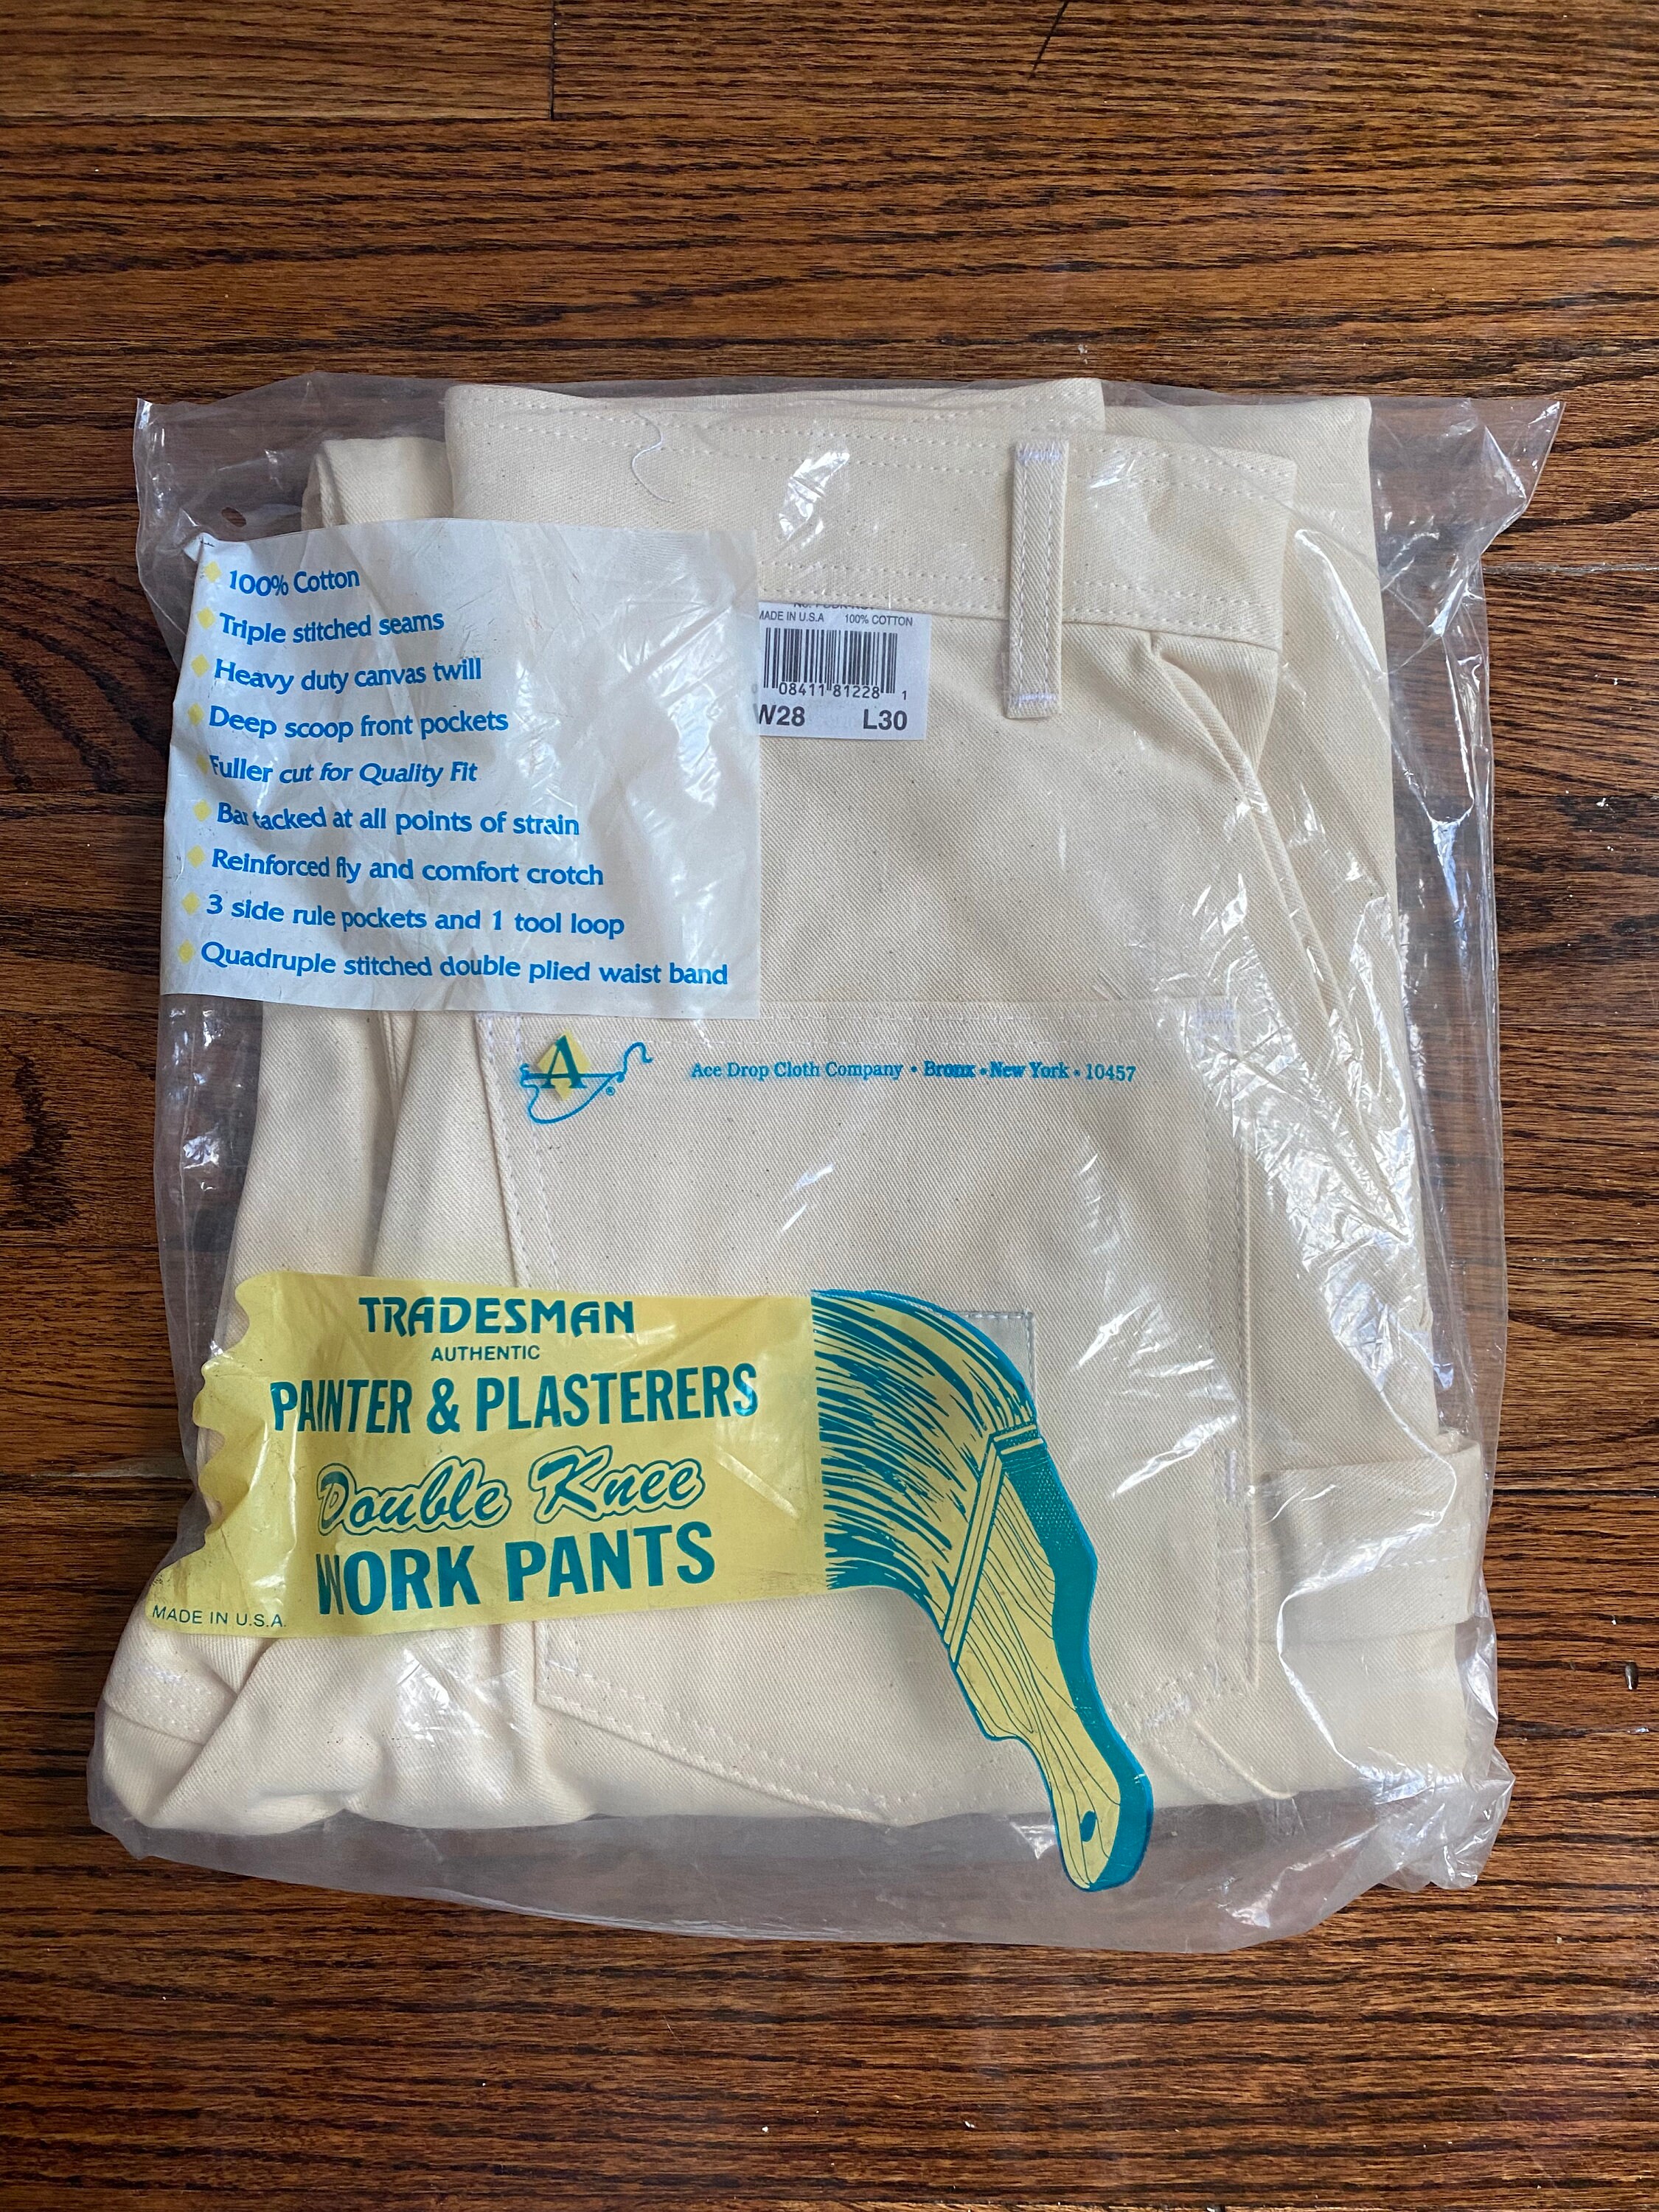 100% Cotton
Triple stitched seams
Heavy duty canvas twill
Deep scoop front pockets
Fuller cut for Quality Fit
Bar tacked at all points of strain
Reinforced fly and comfort crotch
3 side rule pockets and 1 tool loop
Quadruple stitched double plied waist band
MADE IN U.S.A 100% COTTON
08411 81228 1
W28 L30
A
Ace Drop Cloth Company • Bronx • New York • 10457
TRADESMAN
AUTHENTIC
PAINTER & PLASTERERS
Double Knee
WORK PANTS
MADE IN U.S.A.